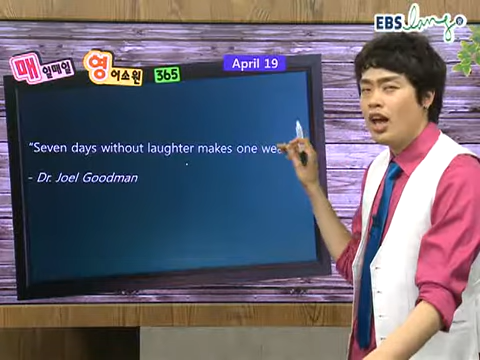 EBS lang
매일매일 영어소원 365
April 19
"Seven days without laughter makes one
- Dr. Joel Goodman